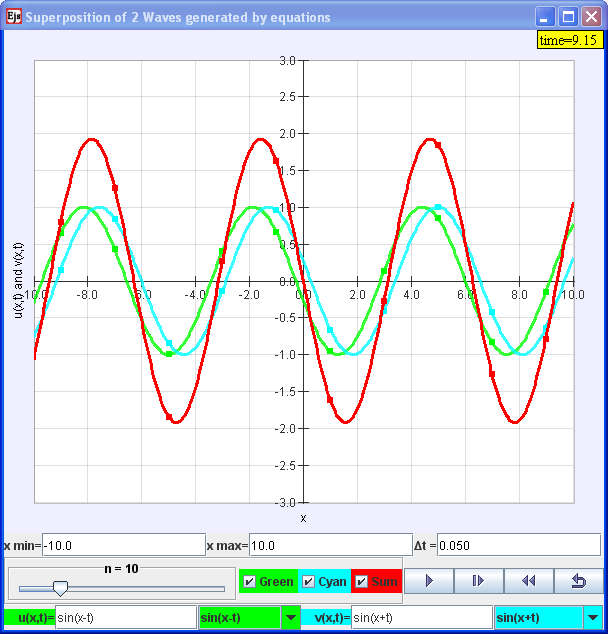 Ejs Superposition of 2 Waves generated by equations
time=9.15
3.0
2.5
2.0
1.5
1.0
0.5
0.0
-0.5
-1.0
-1.5
-2.0
-2.5
-3.0
-10.0 -8.0 -6.0 -4.0 -2.0 0.0 2.0 4.0 6.0 8.0 10.0
u(x,t) and v(x,t)
x
x min= -10.0 x max= 10.0 Δt = 0.050
n = 10
Green Cyan Sum
u(x,t)= sin(x-t) sin(x-t) v(x,t)= sin(x+t) sin(x+t)